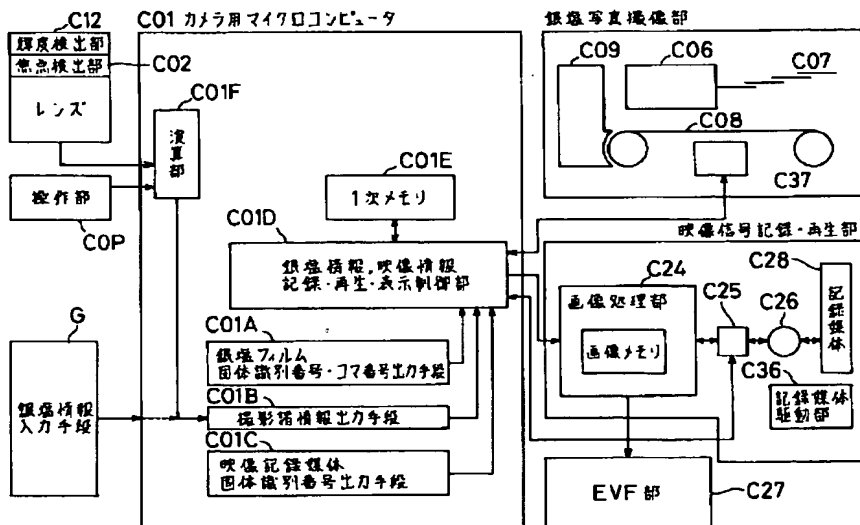 C12
C01 カメラ用マイクロコンピュータ
銀塩写真撮像部
輝度検出部
焦点検出部
C02
レンズ
C01F
演算部
C09
C06
C07
C08
C37
操作部
COP
C01E
1次メモリ
C01D
銀塩情報,映像情報
記録・再生・表示制御部
映像信号記録・再生部
C24
画像処理部
画像メモリ
C25
C26
C28
記録媒体
C36
記録媒体
駆動部
G
銀塩情報
入力手段
C01A
銀塩フィルム
固体識別番号・コマ番号出力手段
C01B
撮影諸情報出力手段
C01C
映像記録媒体
固体識別番号出力手段
EVF部
C27